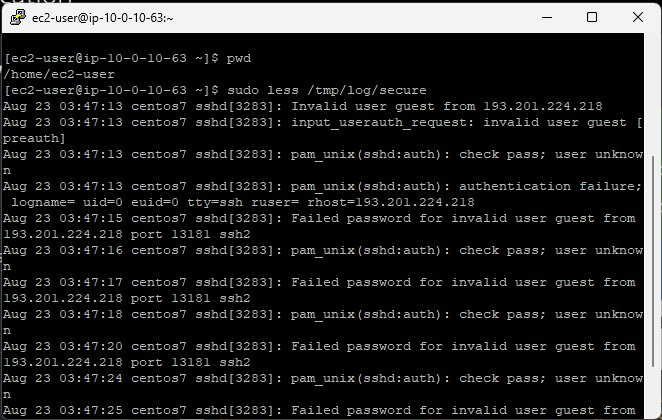 ec2-user@ip-10-0-10-63:~
[ec2-user@ip-10-0-10-63 ~]$ pwd
/home/ec2-user
[ec2-user@ip-10-0-10-63 ~]$ sudo less /tmp/log/secure
Aug 23 03:47:13 centos7 sshd[3283]: Invalid user guest from 193.201.224.218
Aug 23 03:47:13 centos7 sshd[3283]: input_userauth_request: invalid user guest [
preauth]
Aug 23 03:47:13 centos7 sshd[3283]: pam_unix(sshd:auth): check pass; user unknow
n
Aug 23 03:47:13 centos7 sshd[3283]: pam_unix(sshd:auth): authentication failure;
 logname= uid=0 euid=0 tty=ssh ruser= rhost=193.201.224.218
Aug 23 03:47:15 centos7 sshd[3283]: Failed password for invalid user guest from
193.201.224.218 port 13181 ssh2
Aug 23 03:47:16 centos7 sshd[3283]: pam_unix(sshd:auth): check pass; user unknow
n
Aug 23 03:47:17 centos7 sshd[3283]: Failed password for invalid user guest from
193.201.224.218 port 13181 ssh2
Aug 23 03:47:18 centos7 sshd[3283]: pam_unix(sshd:auth): check pass; user unknow
n
Aug 23 03:47:20 centos7 sshd[3283]: Failed password for invalid user guest from
193.201.224.218 port 13181 ssh2
Aug 23 03:47:24 centos7 sshd[3283]: pam_unix(sshd:auth): check pass; user unknow
n
Aug 23 03:47:25 centos7 sshd[3283]: Failed password for invalid user guest from